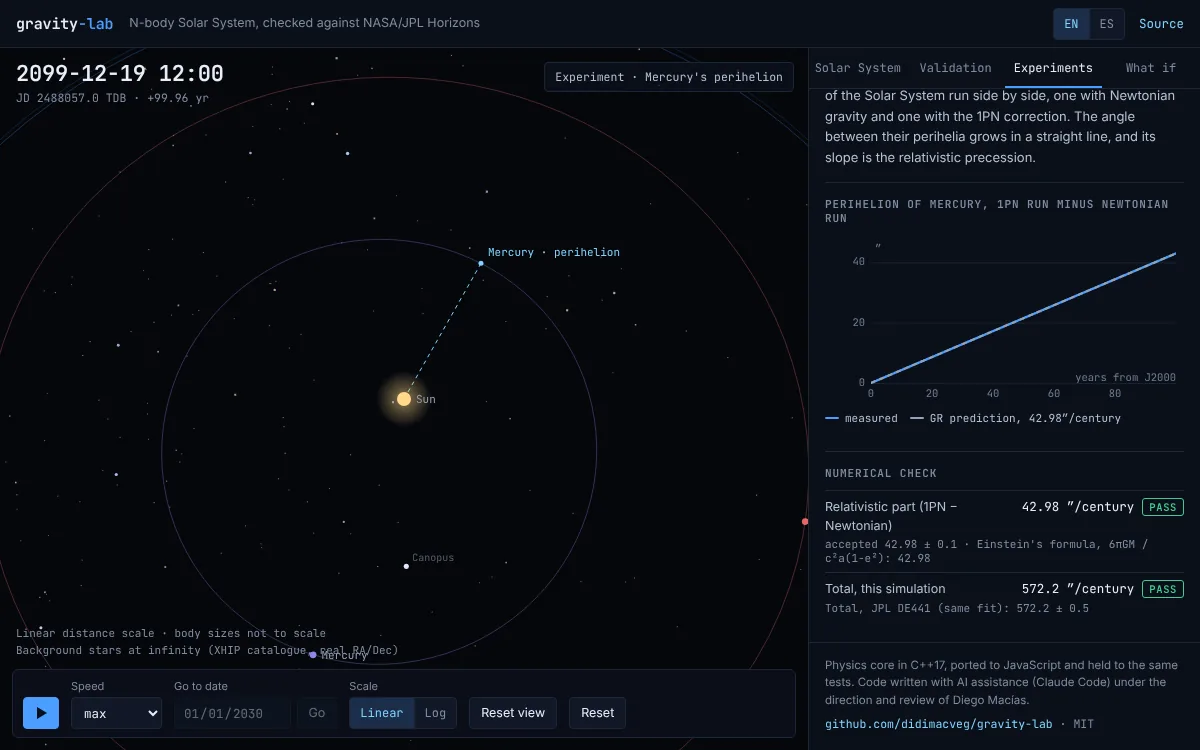 gravity-lab N-body Solar System, checked against NASA/JPL Horizons EN ES Source
2099-12-19 12:00
JD 2488057.0 TDB · +99.96 yr
Experiment · Mercury's perihelion
Mercury · perihelion
Sun
Canopus
Linear distance scale · body sizes not to scale
Background stars at infinity (XHIP catalogue, real RA/Dec)
Mercury
Speed Go to date Scale
max 01/01/2030 Go Linear Log Reset view Reset
Solar System Validation Experiments What if
of the Solar System run side by side, one with Newtonian
gravity and one with the 1PN correction. The angle
between their perihelia grows in a straight line, and its
slope is the relativistic precession.
PERIHELION OF MERCURY, 1PN RUN MINUS NEWTONIAN
RUN
″
40
20
0
years from J2000
0 20 40 60 80
measured GR prediction, 42.98″/century
NUMERICAL CHECK
Relativistic part (1PN − 42.98 ″/century PASS
Newtonian)
accepted 42.98 ± 0.1 · Einstein's formula, 6πGM /
c²a(1-e²): 42.98
Total, this simulation 572.2 ″/century PASS
Total, JPL DE441 (same fit): 572.2 ± 0.5
Physics core in C++17, ported to JavaScript and held to the same
tests. Code written with AI assistance (Claude Code) under the
direction and review of Diego Macías.
github.com/didimacveg/gravity-lab · MIT